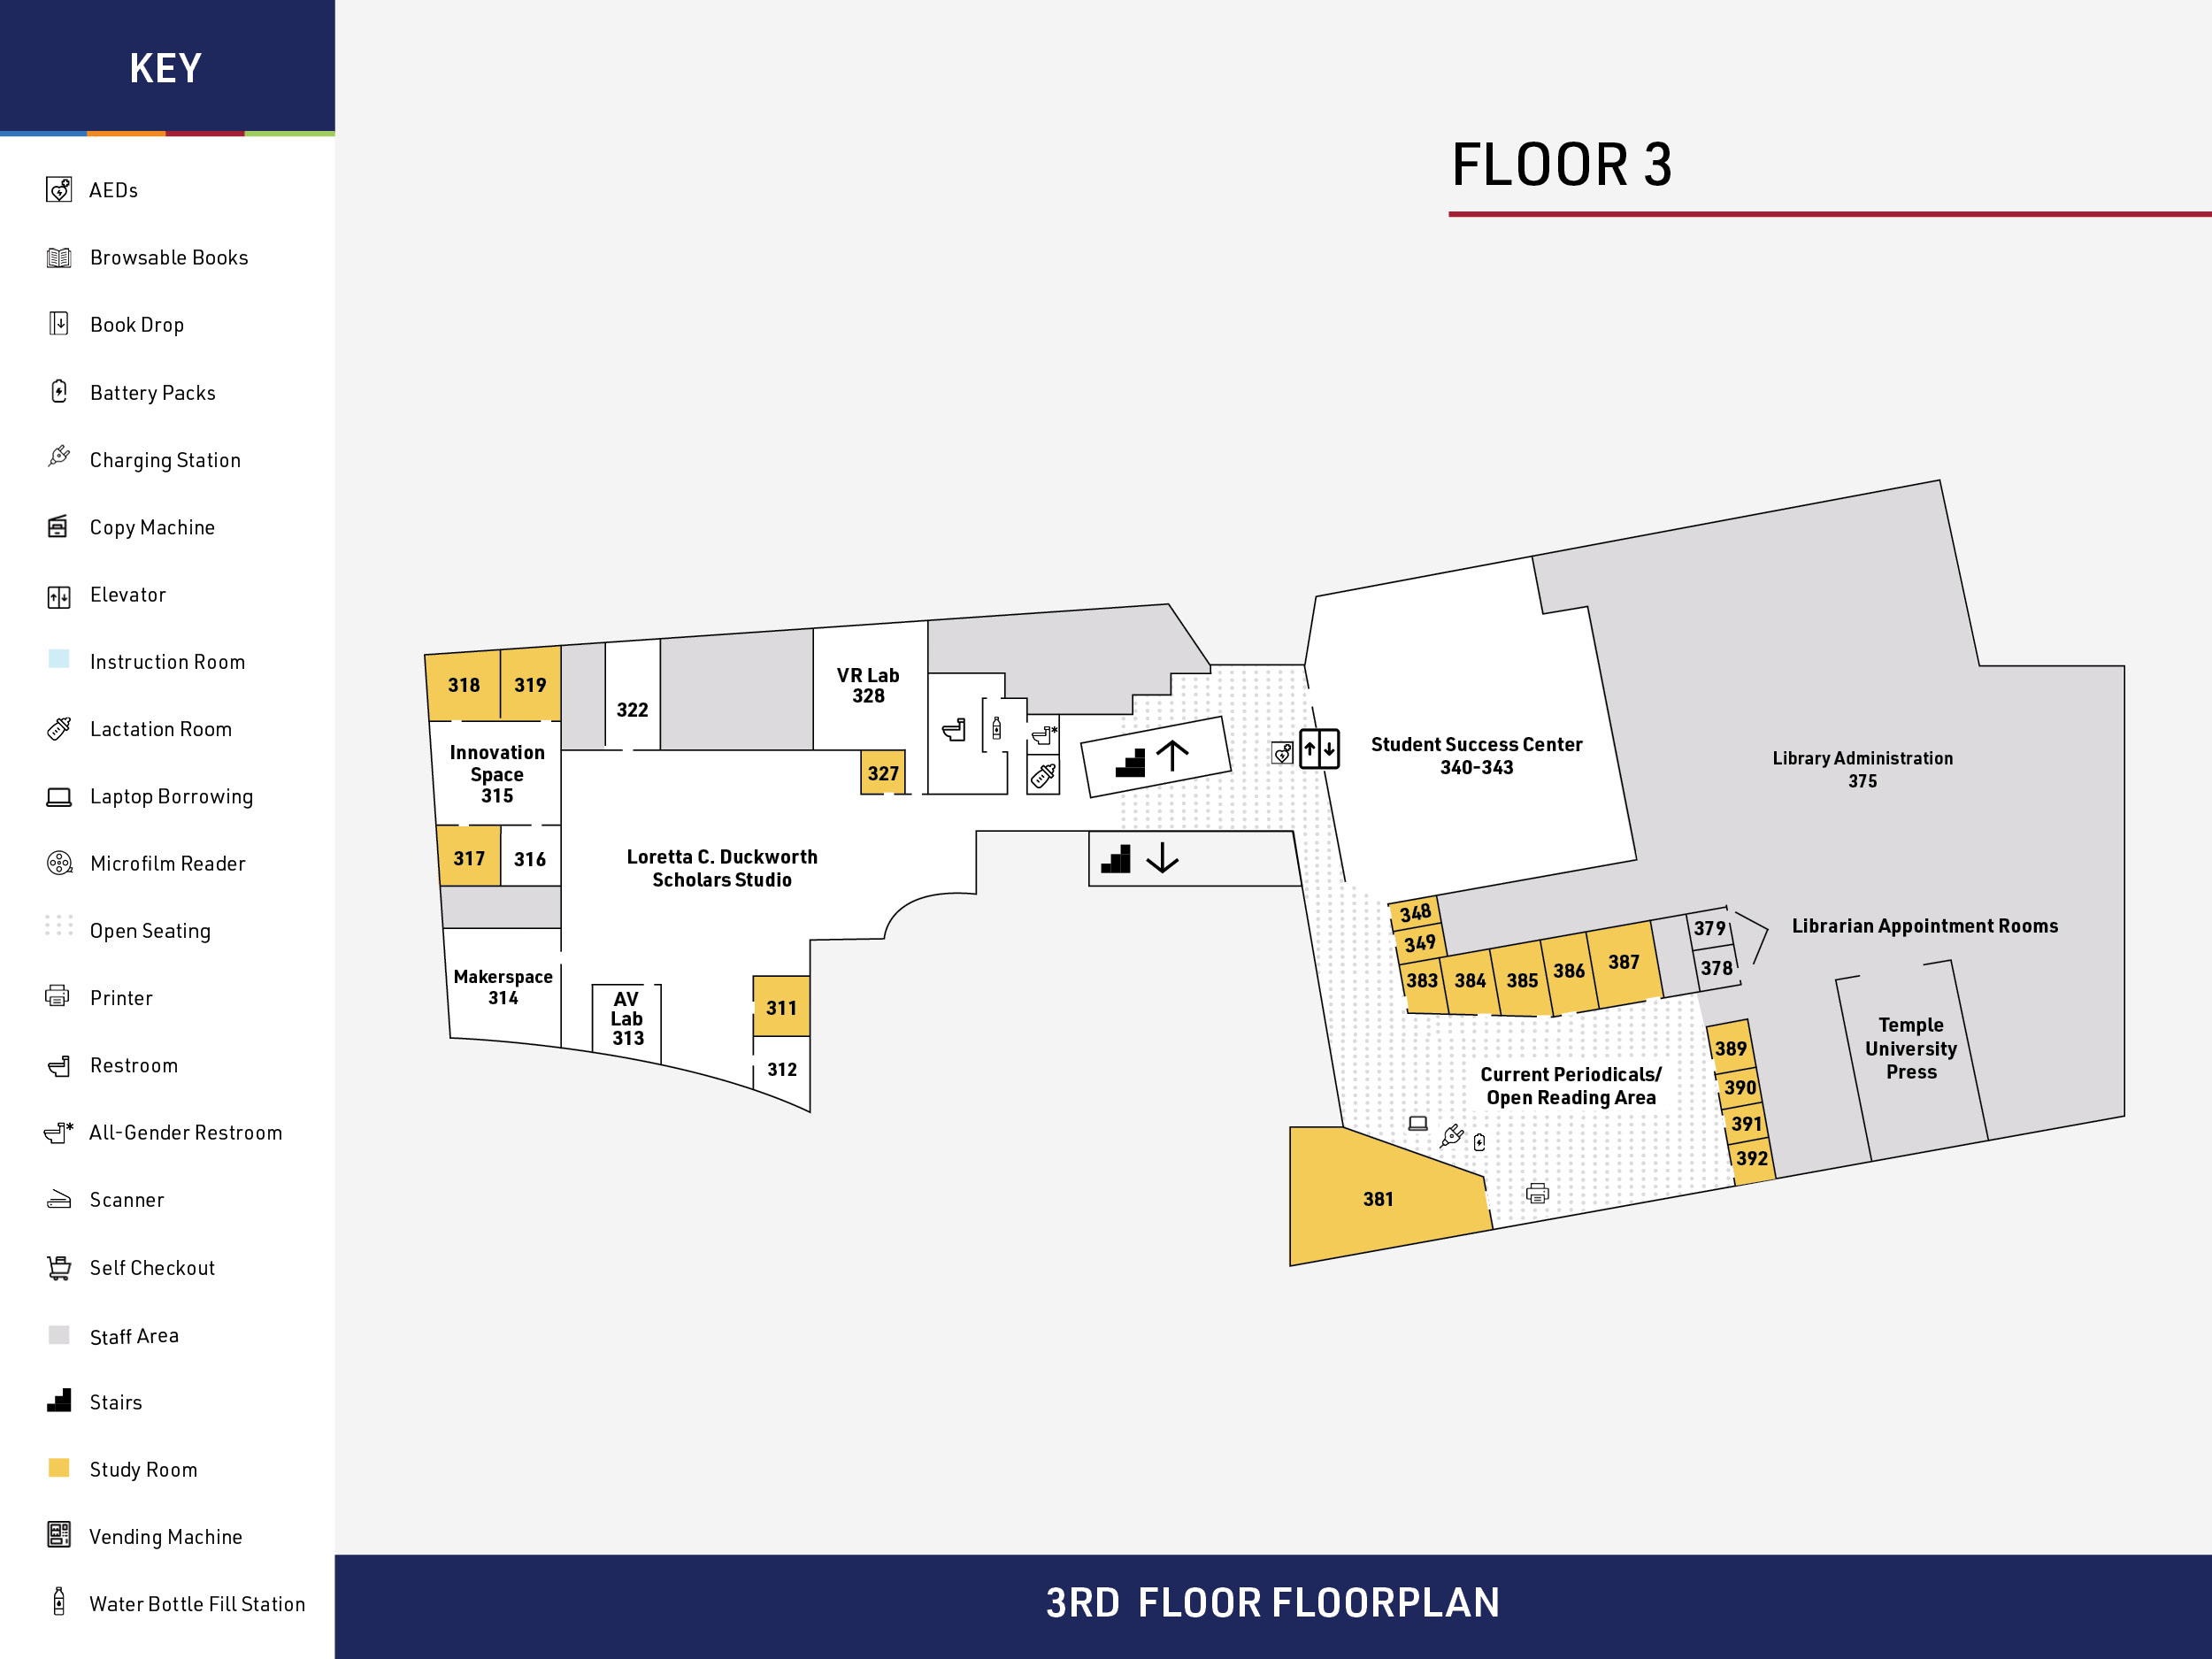 KEY
AEDs
Browsable Books
Book Drop
Battery Packs
Charging Station
Copy Machine
Elevator
Instruction Room
Lactation Room
Laptop Borrowing
Microfilm Reader
Open Seating
Printer
Restroom
All-Gender Restroom
Scanner
Self Checkout
Staff Area
Stairs
Study Room
Vending Machine
Water Bottle Fill Station
FLOOR 3
318
319
322
VR Lab
328
Innovation
Space
315
327
317
316
Loretta C. Duckworth
Scholars Studio
Makerspace
314
AV
Lab
313
311
312
*
Student Success Center
340-343
Library Administration
375
348
349
383
384
385
386
387
379
378
Librarian Appointment Rooms
Temple
University
Press
389
390
391
392
Current Periodicals/
Open Reading Area
381
3RD FLOOR FLOORPLAN